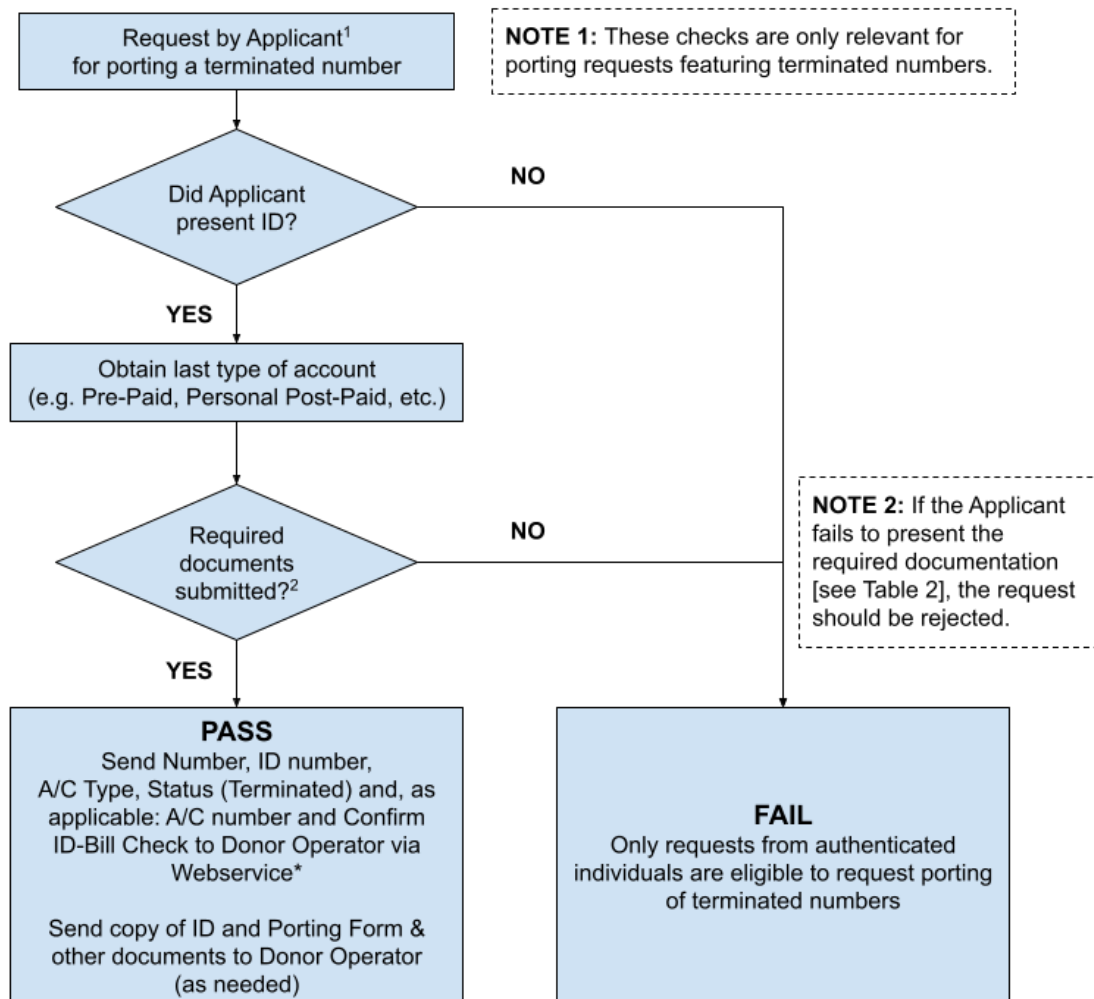 Request by Applicant¹
for porting a terminated number
NOTE 1: These checks are only relevant for
porting requests featuring terminated numbers.
Did Applicant
present ID?
NO
YES
Obtain last type of account
(e.g. Pre-Paid, Personal Post-Paid, etc.)
Required
documents
submitted?²
NO
NOTE 2: If the Applicant
fails to present the
required documentation
[see Table 2], the request
should be rejected.
YES
PASS
Send Number, ID number,
A/C Type, Status (Terminated) and, as
applicable: A/C number and Confirm
ID-Bill Check to Donor Operator via
Webservice*
Send copy of ID and Porting Form &
other documents to Donor Operator
(as needed)
FAIL
Only requests from authenticated
individuals are eligible to request porting
of terminated numbers